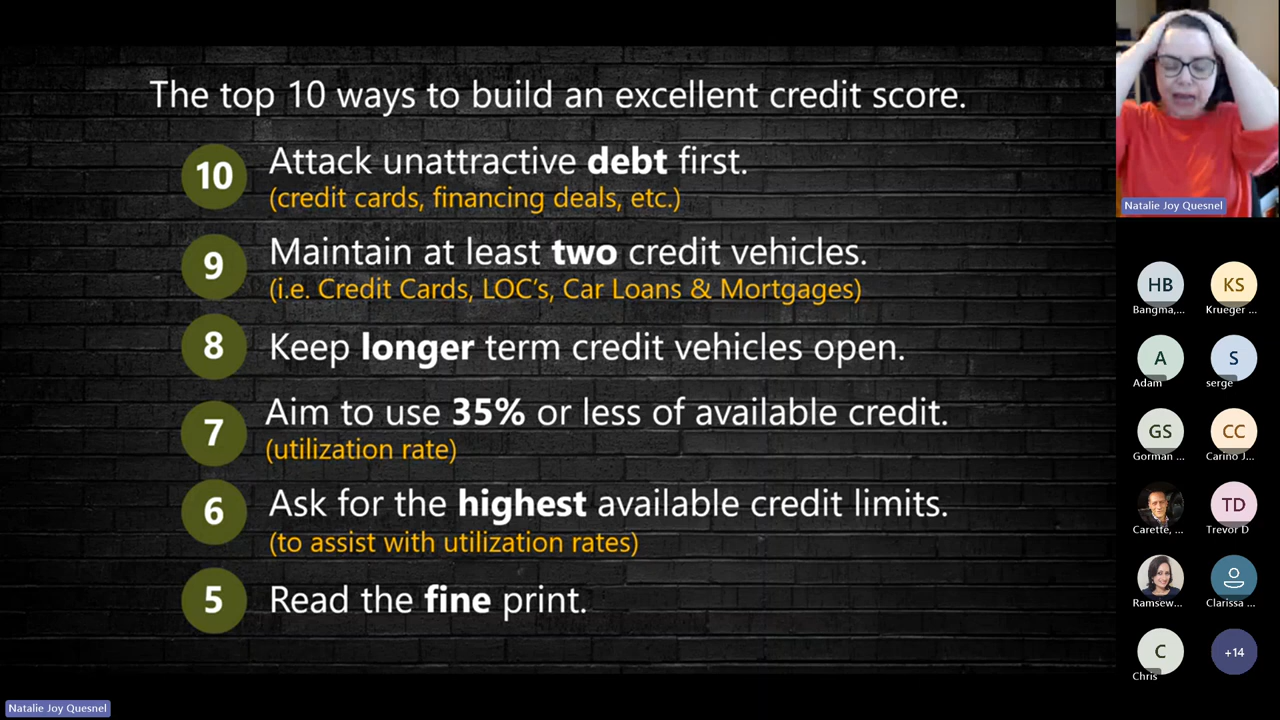 The top 10 ways to build an excellent credit score.
10
Attack unattractive debt first.
(credit cards, financing deals, etc.)
9
Maintain at least two credit vehicles.
(i.e. Credit Cards, LOC's, Car Loans & Mortgages)
8
Keep longer term credit vehicles open.
7
Aim to use 35% or less of available credit.
(utilization rate)
6
Ask for the highest available credit limits.
(to assist with utilization rates)
5
Read the fine print.
Natalie Joy Quesnel
Natalie Joy Quesnel
HB
Bangma,...
KS
Krueger ...
A
Adam
S
serge
GS
Gorman ...
CC
Carino J...
Carette, ...
TD
Trevor D
Ramsew...
Clarissa ...
C
Chris
+14